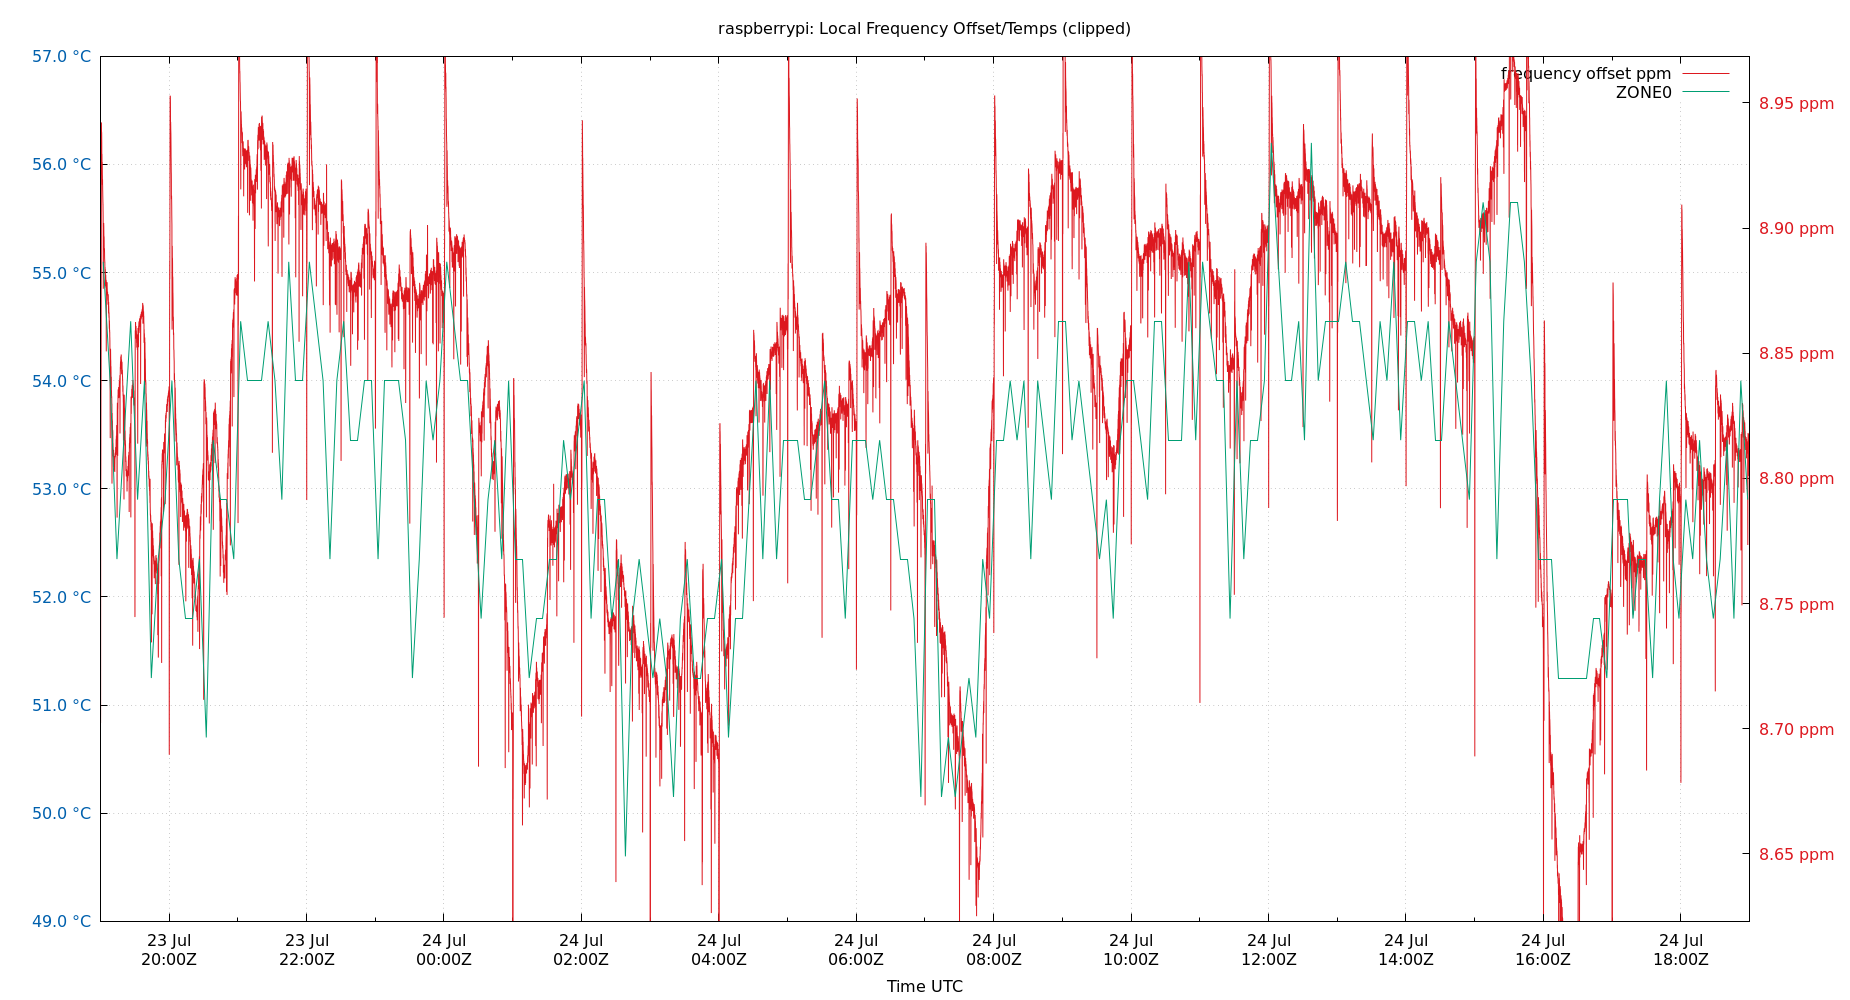 raspberrypi: Local Frequency Offset/Temps (clipped)
57.0 °C
56.0 °C
55.0 °C
54.0 °C
53.0 °C
52.0 °C
51.0 °C
50.0 °C
49.0 °C
frequency offset ppm
ZONE0
8.95 ppm
8.90 ppm
8.85 ppm
8.80 ppm
8.75 ppm
8.70 ppm
8.65 ppm
23 Jul 23 Jul 24 Jul 24 Jul 24 Jul 24 Jul 24 Jul 24 Jul 24 Jul 24 Jul 24 Jul 24 Jul
20:00Z 22:00Z 00:00Z 02:00Z 04:00Z 06:00Z 08:00Z 10:00Z 12:00Z 14:00Z 16:00Z 18:00Z
Time UTC